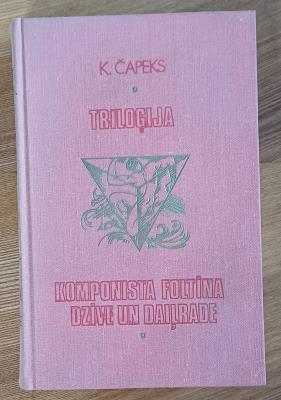 K. ČAPEKS
TRILOĢIJA
KOMPONISTA FOLTĪNA
DZĪVE UN DAIĻRADE